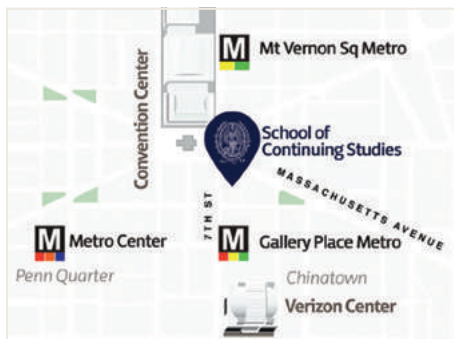 M
Mt Vernon Sq Metro
Convention Center
School of
Continuing Studies
MASSACHUSETTS AVENUE
7TH ST
M
Metro Center
M
Gallery Place Metro
Penn Quarter
Chinatown
Verizon Center